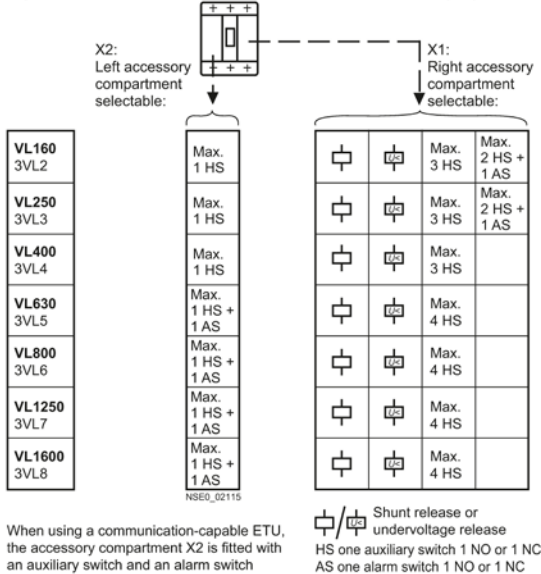 X2:
Left accessory
compartment
selectable:
X1:
Right accessory
compartment
selectable:
VL160
3VL2
Max.
1 HS
U<
Max.
3 HS
Max.
2 HS +
1 AS
VL250
3VL3
Max.
1 HS
U<
Max.
3 HS
Max.
2 HS +
1 AS
VL400
3VL4
Max.
1 HS
U<
Max.
3 HS
VL630
3VL5
Max.
1 HS +
1 AS
U<
Max.
4 HS
VL800
3VL6
Max.
1 HS +
1 AS
U<
Max.
4 HS
VL1250
3VL7
Max.
1 HS +
1 AS
U<
Max.
4 HS
VL1600
3VL8
Max.
1 HS +
1 AS
U<
Max.
4 HS
NSE0_02115
When using a communication-capable ETU,
the accessory compartment X2 is fitted with
an auxiliary switch and an alarm switch
U<
Shunt release or
undervoltage release
HS one auxiliary switch 1 NO or 1 NC
AS one alarm switch 1 NO or 1 NC